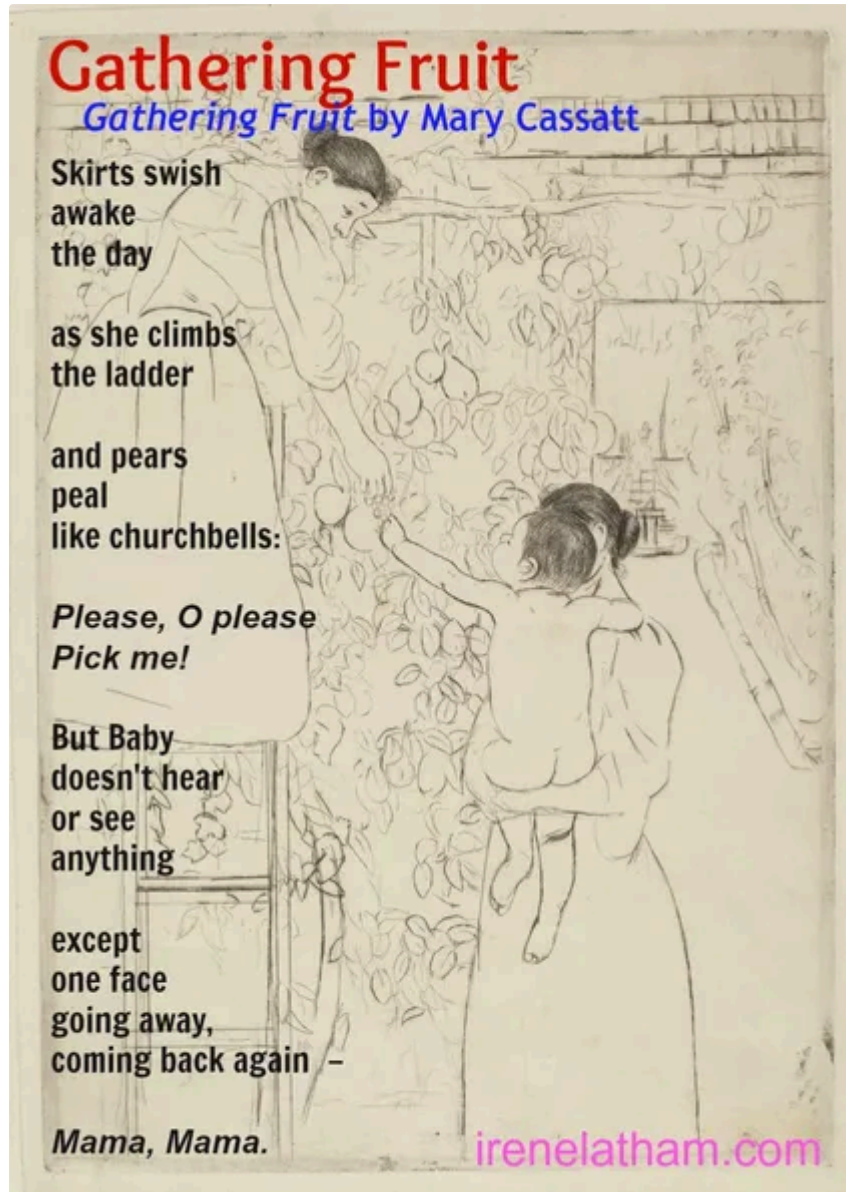 Gathering Fruit
Gathering Fruit by Mary Cassatt
Skirts swish
awake
the day
as she climbs
the ladder
and pears
peal
like churchbells:
Please, O please
Pick me!
But Baby
doesn't hear
or see
anything
except
one face
going away,
coming back again –
Mama, Mama.
irenelatham.com